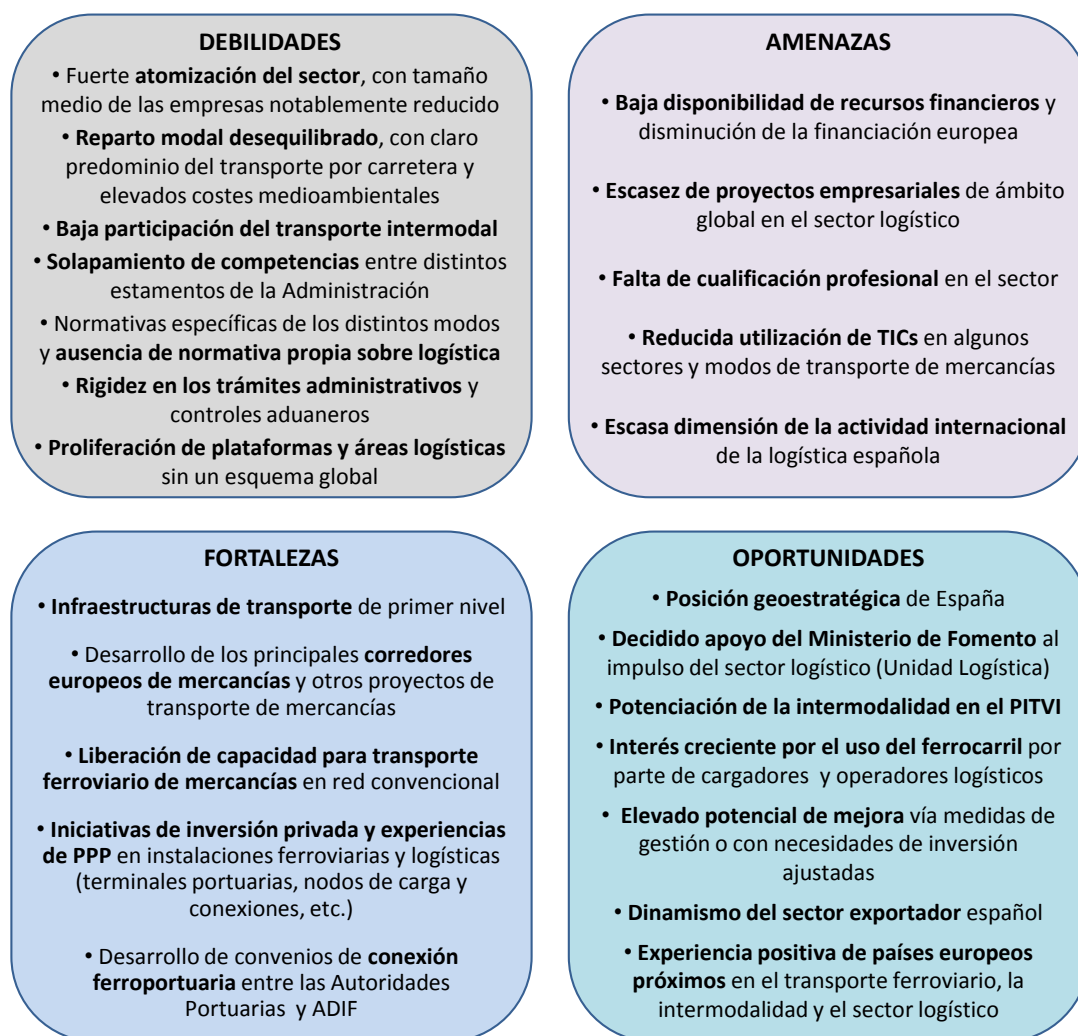 DEBILIDADES
• Fuerte atomización del sector, con tamaño
medio de las empresas notablemente reducido
• Reparto modal desequilibrado, con claro
predominio del transporte por carretera y
elevados costes medioambientales
• Baja participación del transporte intermodal
• Solapamiento de competencias entre distintos
estamentos de la Administración
• Normativas específicas de los distintos modos
y ausencia de normativa propia sobre logística
• Rigidez en los trámites administrativos y
controles aduaneros
• Proliferación de plataformas y áreas logísticas
sin un esquema global
AMENAZAS
• Baja disponibilidad de recursos financieros y
disminución de la financiación europea
• Escasez de proyectos empresariales de ámbito
global en el sector logístico
• Falta de cualificación profesional en el sector
• Reducida utilización de TICs en algunos
sectores y modos de transporte de mercancías
• Escasa dimensión de la actividad internacional
de la logística española
FORTALEZAS
• Infraestructuras de transporte de primer nivel
• Desarrollo de los principales corredores
europeos de mercancías y otros proyectos de
transporte de mercancías
• Liberación de capacidad para transporte
ferroviario de mercancías en red convencional
• Iniciativas de inversión privada y experiencias
de PPP en instalaciones ferroviarias y logísticas
(terminales portuarias, nodos de carga y
conexiones, etc.)
• Desarrollo de convenios de conexión
ferroportuaria entre las Autoridades
Portuarias y ADIF
OPORTUNIDADES
• Posición geoestratégica de España
• Decidido apoyo del Ministerio de Fomento al
impulso del sector logístico (Unidad Logística)
• Potenciación de la intermodalidad en el PITVI
• Interés creciente por el uso del ferrocarril por
parte de cargadores y operadores logísticos
• Elevado potencial de mejora vía medidas de
gestión o con necesidades de inversión
ajustadas
• Dinamismo del sector exportador español
• Experiencia positiva de países europeos
próximos en el transporte ferroviario, la
intermodalidad y el sector logístico